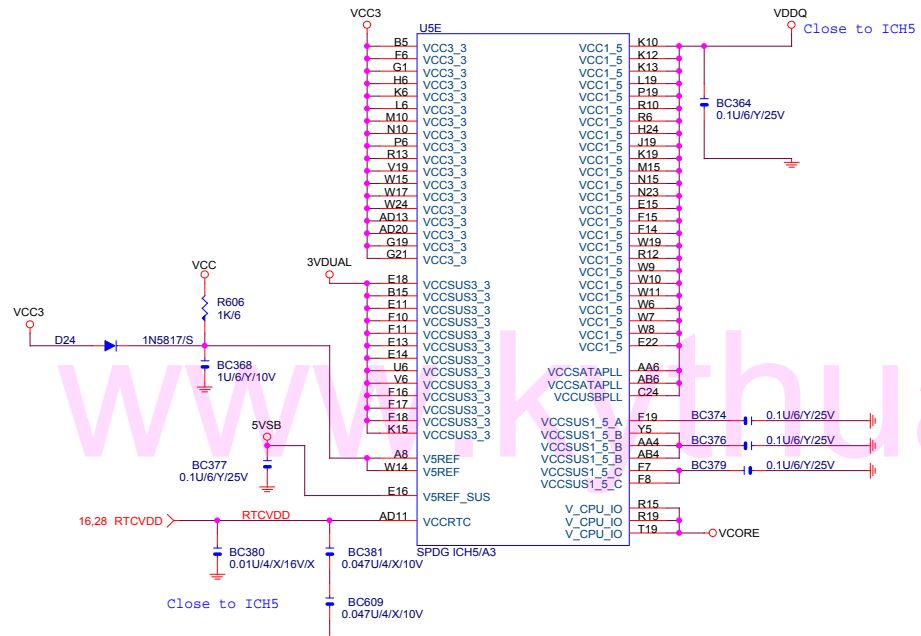 VCC3
U5E
VDDQ
Close to ICH5
B5 VCC3_3 VCC1_5 K10
F6 VCC3_3 VCC1_5 K12
G1 VCC3_3 VCC1_5 K13
H6 VCC3_3 VCC1_5 L19
K6 VCC3_3 VCC1_5 P19
L6 VCC3_3 VCC1_5 R10
M10 VCC3_3 VCC1_5 R6
N10 VCC3_3 VCC1_5 H24
P6 VCC3_3 VCC1_5 J19
R13 VCC3_3 VCC1_5 K19
V19 VCC3_3 VCC1_5 M15
W15 VCC3_3 VCC1_5 N15
W17 VCC3_3 VCC1_5 N23
W24 VCC3_3 VCC1_5 E15
AD13 VCC3_3 VCC1_5 F15
AD20 VCC3_3 VCC1_5 F14
G19 VCC3_3 VCC1_5 W19
G21 VCC3_3 VCC1_5 R12
VCC1_5 W9
BC364
0.1U/6/Y/25V
3VDUAL
E18 VCCSUS3_3 VCC1_5 W10
B15 VCCSUS3_3 VCC1_5 W11
E11 VCCSUS3_3 VCC1_5 W6
F10 VCCSUS3_3 VCC1_5 W7
F11 VCCSUS3_3 VCC1_5 W8
E13 VCCSUS3_3 VCC1_5 E22
E14 VCCSUS3_3
U6 VCCSUS3_3 VCCSATAPLL AA6
V6 VCCSUS3_3 VCCSATAPLL AB6
F16 VCCSUS3_3 VCCUSBPLL C24
F17 VCCSUS3_3
F18 VCCSUS3_3 VCCSUS1_5_A F19 BC374 0.1U/6/Y/25V
K15 VCCSUS3_3 VCCSUS1_5_B Y5
VCCSUS1_5_B AA4 BC376 0.1U/6/Y/25V
A8 V5REF VCCSUS1_5_B AB4
W14 V5REF VCCSUS1_5_C F7 BC379 0.1U/6/Y/25V
VCCSUS1_5_C F8
E16 V5REF_SUS
V_CPU_IO R15
AD11 VCCRTC V_CPU_IO R19
V_CPU_IO T19 VCORE
SPDG ICH5/A3
VCC
R606
1K/6
VCC3
D24 1N5817/S
BC368
1U/6/Y/10V
5VSB
BC377
0.1U/6/Y/25V
16,28 RTCVDD RTCVDD
BC380
0.01U/4/X/16V/X
BC381
0.047U/4/X/10V
Close to ICH5
BC609
0.047U/4/X/10V
www.kythua